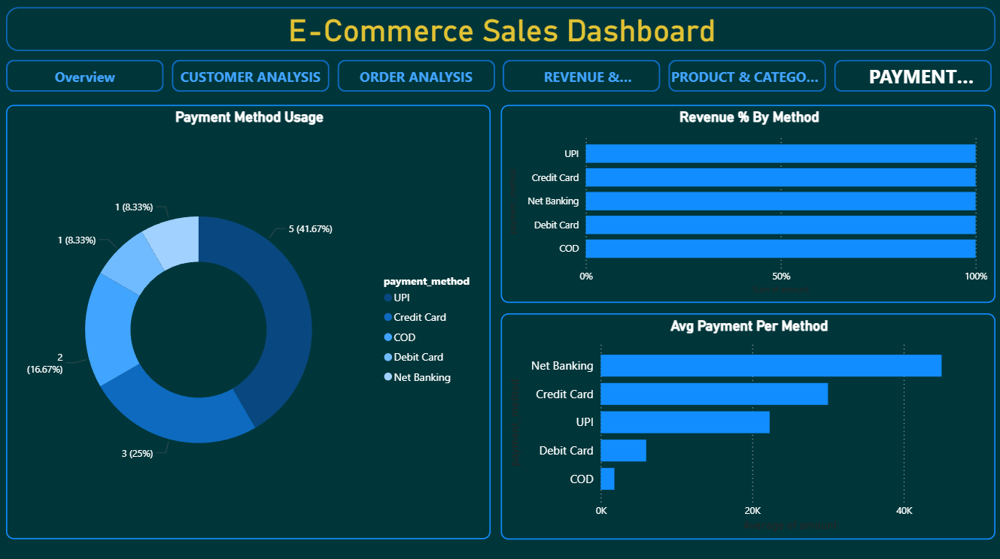 E-Commerce Sales Dashboard
Overview
CUSTOMER ANALYSIS
ORDER ANALYSIS
REVENUE &...
PRODUCT & CATEGO...
PAYMENT...
Payment Method Usage
1 (8.33%)
1 (8.33%)
5 (41.67%)
2
(16.67%)
3 (25%)
payment_method
UPI
Credit Card
COD
Debit Card
Net Banking
Revenue % By Method
UPI
Credit Card
Net Banking
Debit Card
COD
0%
50%
100%
Avg Payment Per Method
Net Banking
Credit Card
UPI
Debit Card
COD
0K
20K
40K